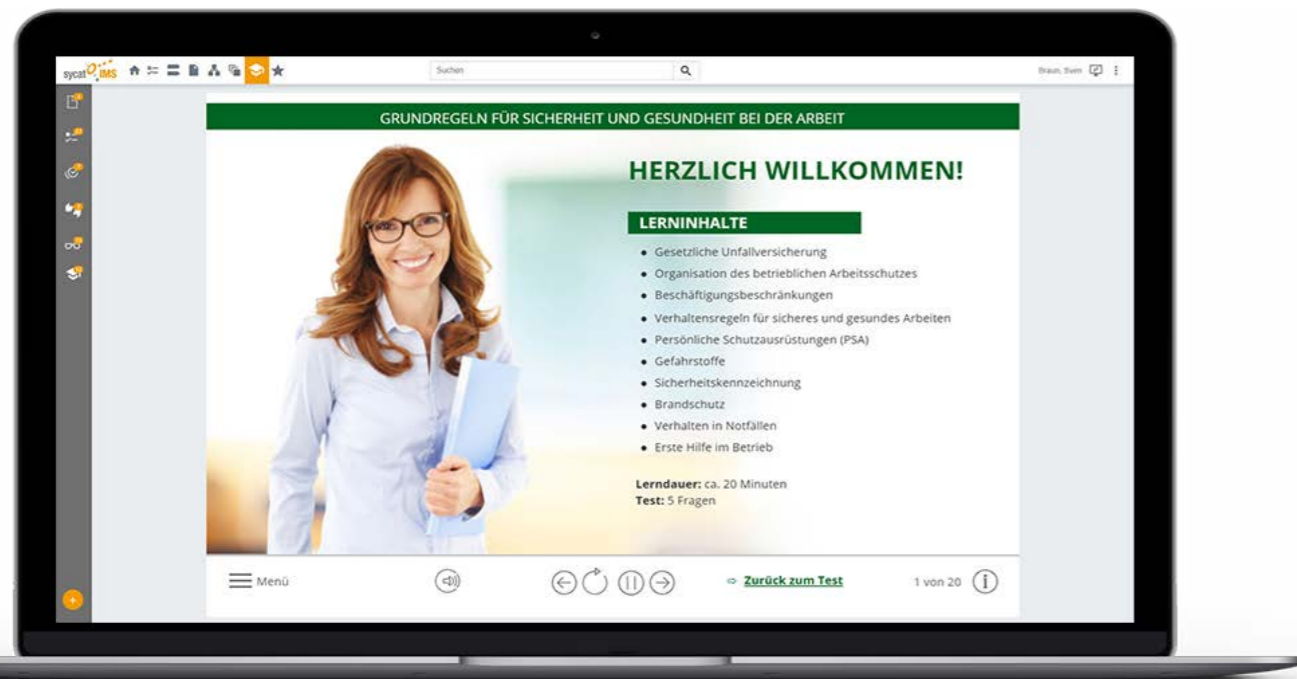 sycat IMS
Suchen
Braun, Sven
GRUNDREGELN FÜR SICHERHEIT UND GESUNDHEIT BEI DER ARBEIT
HERZLICH WILLKOMMEN!
LERNINHALTE
Gesetzliche Unfallversicherung
Organisation des betrieblichen Arbeitsschutzes
Beschäftigungsbeschränkungen
Verhaltensregeln für sicheres und gesundes Arbeiten
Persönliche Schutzausrüstungen (PSA)
Gefahrstoffe
Sicherheitskennzeichnung
Brandschutz
Verhalten in Notfällen
Erste Hilfe im Betrieb
Lerndauer: ca. 20 Minuten
Test: 5 Fragen
Menü
Zurück zum Test
1 von 20